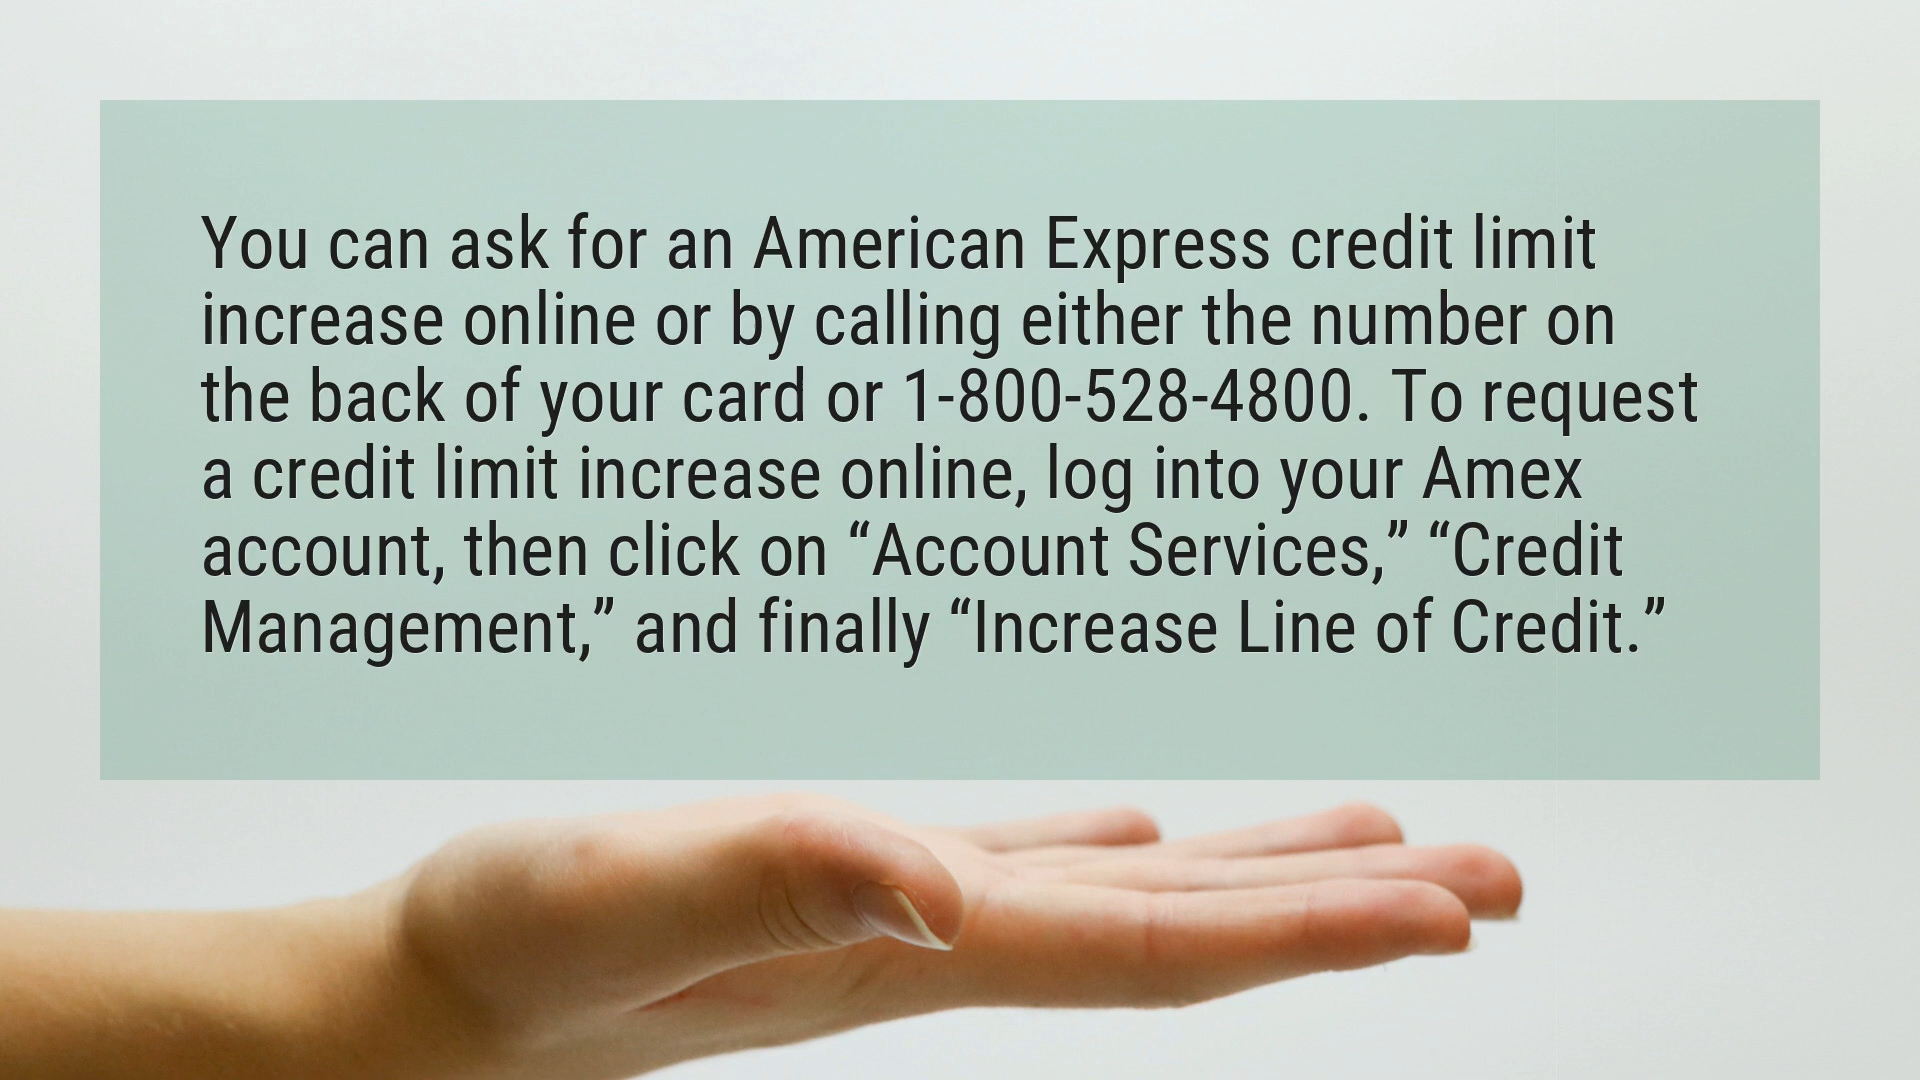 You can ask for an American Express credit limit
increase online or by calling either the number on
the back of your card or 1-800-528-4800. To request
a credit limit increase online, log into your Amex
account, then click on “Account Services,” “Credit
Management,” and finally “Increase Line of Credit.”